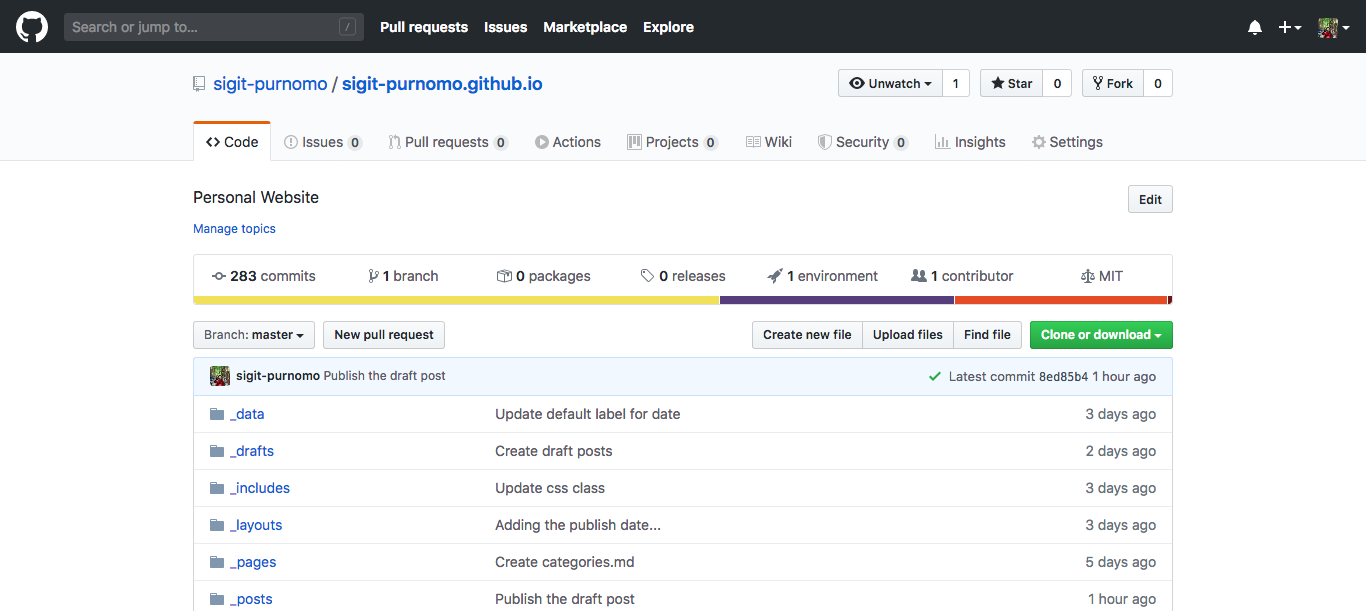 Search or jump to... / Pull requests Issues Marketplace Explore
sigit-purnomo / sigit-purnomo.github.io Unwatch 1 Star 0 Fork 0
Code Issues 0 Pull requests 0 Actions Projects 0 Wiki Security 0 Insights Settings
Personal Website Edit
Manage topics
283 commits 1 branch 0 packages 0 releases 1 environment 1 contributor MIT
Branch: master New pull request Create new file Upload files Find file Clone or download
sigit-purnomo Publish the draft post Latest commit 8ed85b4 1 hour ago
_data Update default label for date 3 days ago
_drafts Create draft posts 2 days ago
_includes Update css class 3 days ago
_layouts Adding the publish date... 3 days ago
_pages Create categories.md 5 days ago
_posts Publish the draft post 1 hour ago